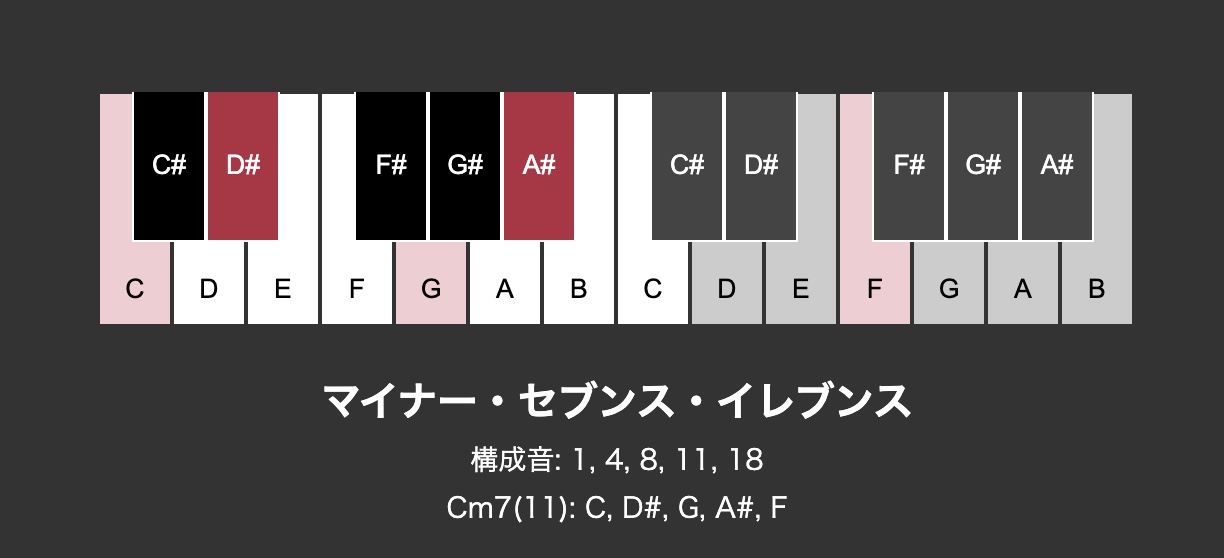 C# D# F# G# A# C# D# F# G# A#
C D E F G A B C D E F G A B
マイナー・セブンス・イレブンス
構成音: 1, 4, 8, 11, 18
Cm7(11): C, D#, G, A#, F